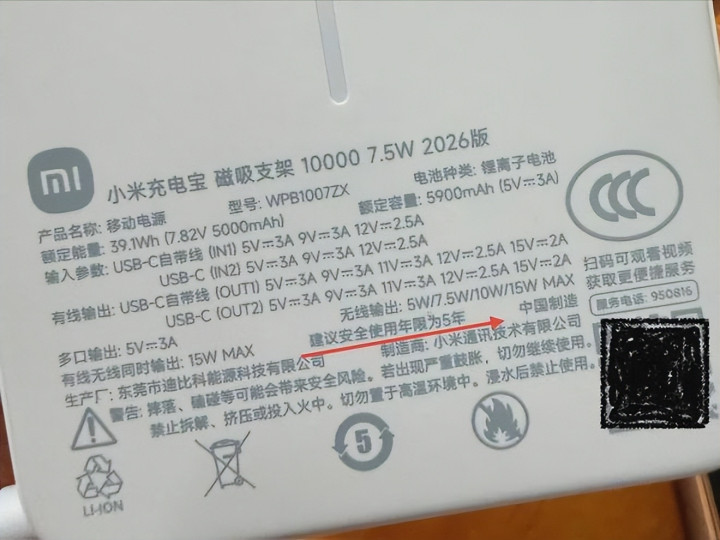 mi
小米充电宝 磁吸支架 10000 7.5W 2026版
产品名称: 移动电源 型号: WPB1007ZX 电池种类: 锂离子电池
额定能量: 39.1Wh (7.82V 5000mAh) 额定容量: 5900mAh (5V⎓3A)
输入参数: USB-C自带线 (IN1) 5V⎓3A 9V⎓3A 12V⎓2.5A
USB-C (IN2) 5V⎓3A 9V⎓3A 12V⎓2.5A
有线输出: USB-C自带线 (OUT1) 5V⎓3A 9V⎓3A 11V⎓3A 12V⎓2.5A 15V⎓2A
USB-C (OUT2) 5V⎓3A 9V⎓3A 11V⎓3A 12V⎓2.5A 15V⎓2A
无线输出: 5W/7.5W/10W/15W MAX
多口输出: 5V⎓3A 建议安全使用年限为5年 中国制造
有线无线同时输出: 15W MAX 制造商: 小米通讯技术有限公司
生产厂: 东莞市迪比科能源科技有限公司
警告: 摔落、磕碰等可能会带来安全风险。若出现严重鼓胀，切勿继续使用。
禁止拆解、挤压或投入火中。切勿置于高温环境中。浸水后禁止使用。
CCC
扫码可观看视频
获取更便捷服务
服务电话: 950816
LI-ION
5